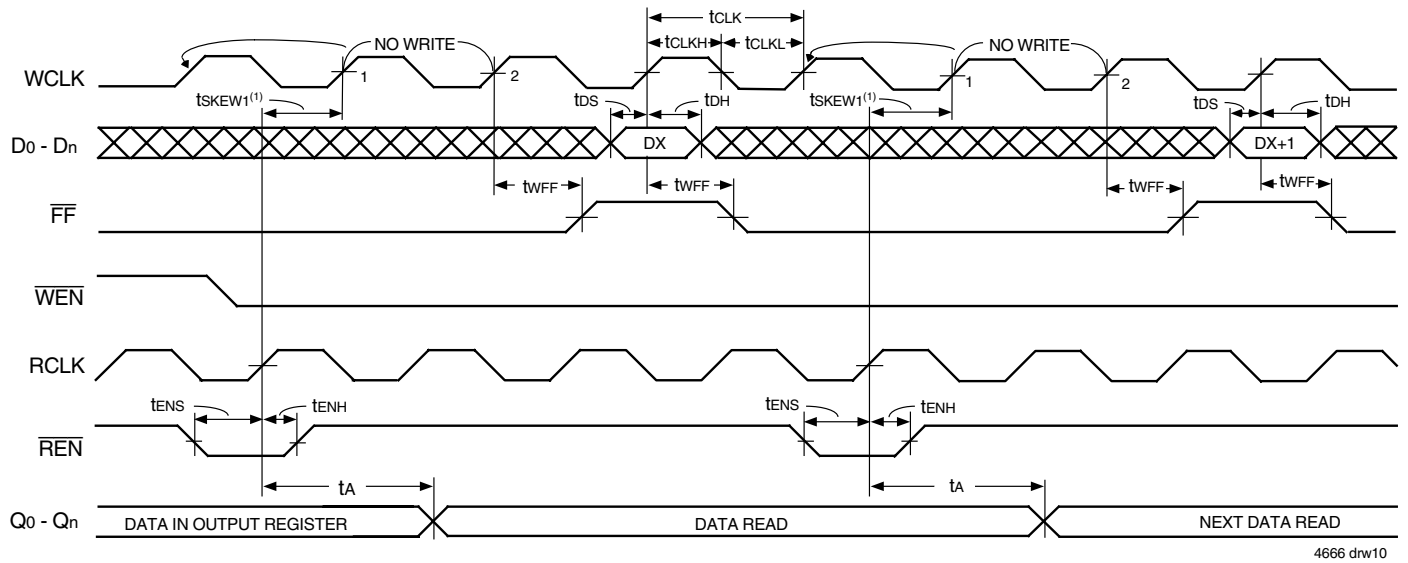 tCLK
NO WRITE tCLKH tCLKL NO WRITE
WCLK 1 2 1 2
tSKEW1(1) tDS tDH tSKEW1(1) tDS tDH
D0 - Dn DX DX+1
tWFF tWFF tWFF tWFF
FF
WEN
RCLK
tENS tENH tENS tENH
REN
tA tA
Q0 - Qn DATA IN OUTPUT REGISTER DATA READ NEXT DATA READ
4666 drw10